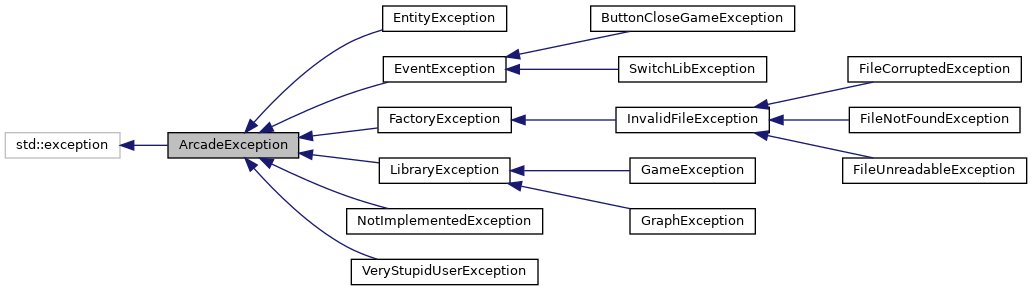 std::exception
ArcadeException
EntityException
EventException
FactoryException
LibraryException
NotImplementedException
VeryStupidUserException
ButtonCloseGameException
SwitchLibException
InvalidFileException
GameException
GraphException
FileCorruptedException
FileNotFoundException
FileUnreadableException